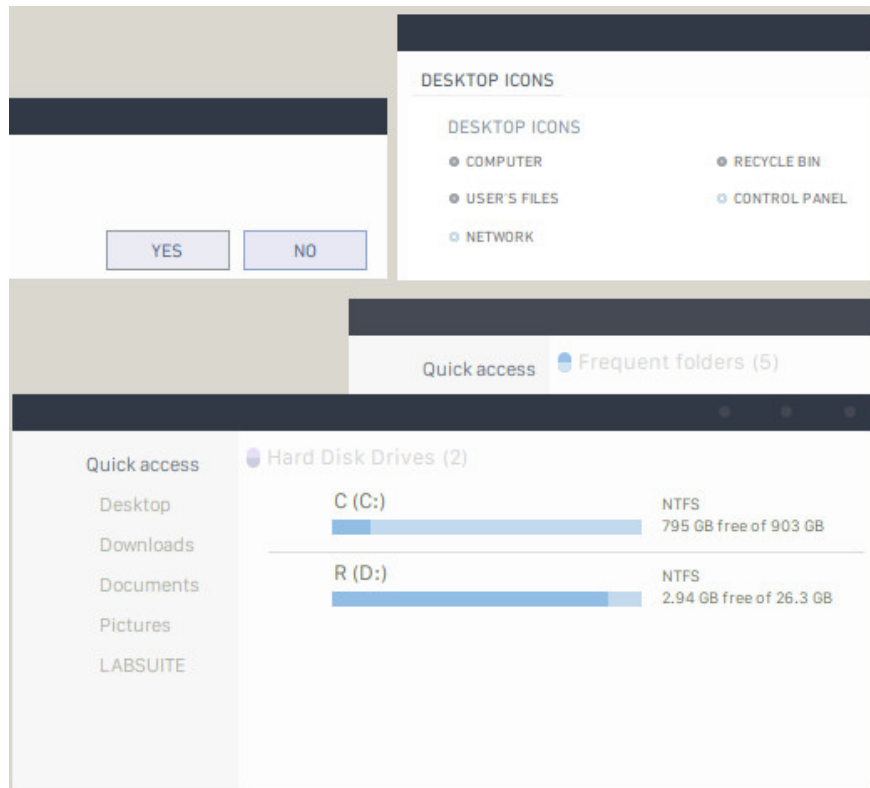 DESKTOP ICONS
DESKTOP ICONS
COMPUTER
RECYCLE BIN
USER'S FILES
CONTROL PANEL
NETWORK
YES
NO
Quick access
Frequent folders (5)
Quick access
Desktop
Downloads
Documents
Pictures
LABSUITE
Hard Disk Drives (2)
C (C:)
NTFS
795 GB free of 903 GB
R (D:)
NTFS
2.94 GB free of 26.3 GB